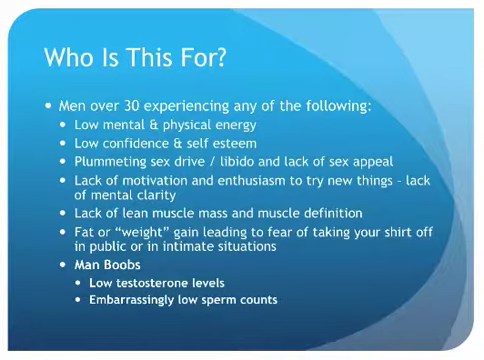 Who Is This For?
• Men over 30 experiencing any of the following:
• Low mental & physical energy
• Low confidence & self esteem
• Plummeting sex drive / libido and lack of sex appeal
• Lack of motivation and enthusiasm to try new things – lack
of mental clarity
• Lack of lean muscle mass and muscle definition
• Fat or “weight” gain leading to fear of taking your shirt off
in public or in intimate situations
• Man Boobs
• Low testosterone levels
• Embarrassingly low sperm counts